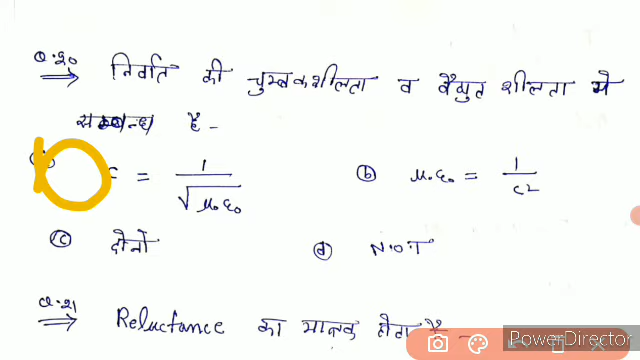 Q.20 निर्वात की चुम्बकशीलता व वैद्युत शीलता मे
सम्बन्ध है -
c = 1/√μ₀ε₀ (b) μ₀ε₀ = 1/c²
(c) दोनों (d) N.O.T
Q.21 Reluctance का मात्रक होता है -
PowerDirector